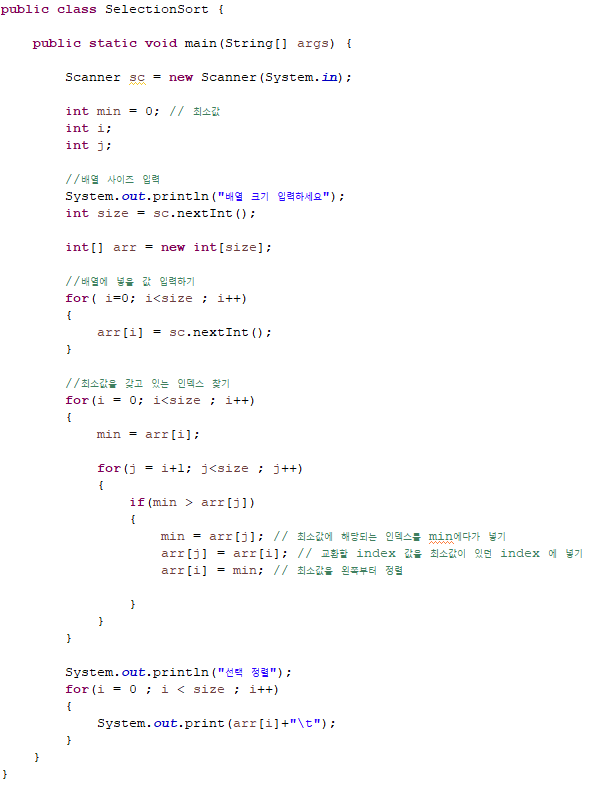 public class SelectionSort {
public static void main(String[] args) {
Scanner sc = new Scanner(System.in);
int min = 0; // 최소값
int i;
int j;
//배열 사이즈 입력
System.out.println("배열 크기 입력하세요");
int size = sc.nextInt();
int[] arr = new int[size];
//배열에 넣을 값 입력하기
for( i=0; i<size ; i++)
{
arr[i] = sc.nextInt();
}
//최소값을 갖고 있는 인덱스 찾기
for(i = 0; i<size ; i++)
{
min = arr[i];
for(j = i+1; j<size ; j++)
{
if(min > arr[j])
{
min = arr[j]; // 최소값에 해당되는 인덱스를 min에다가 넣기
arr[j] = arr[i]; // 교환할 index 값을 최소값이 있던 index 에 넣기
arr[i] = min; // 최소값을 왼쪽부터 정렬
}
}
}
System.out.println("선택 정렬");
for(i = 0 ; i < size ; i++)
{
System.out.print(arr[i]+"\t");
}
}
}